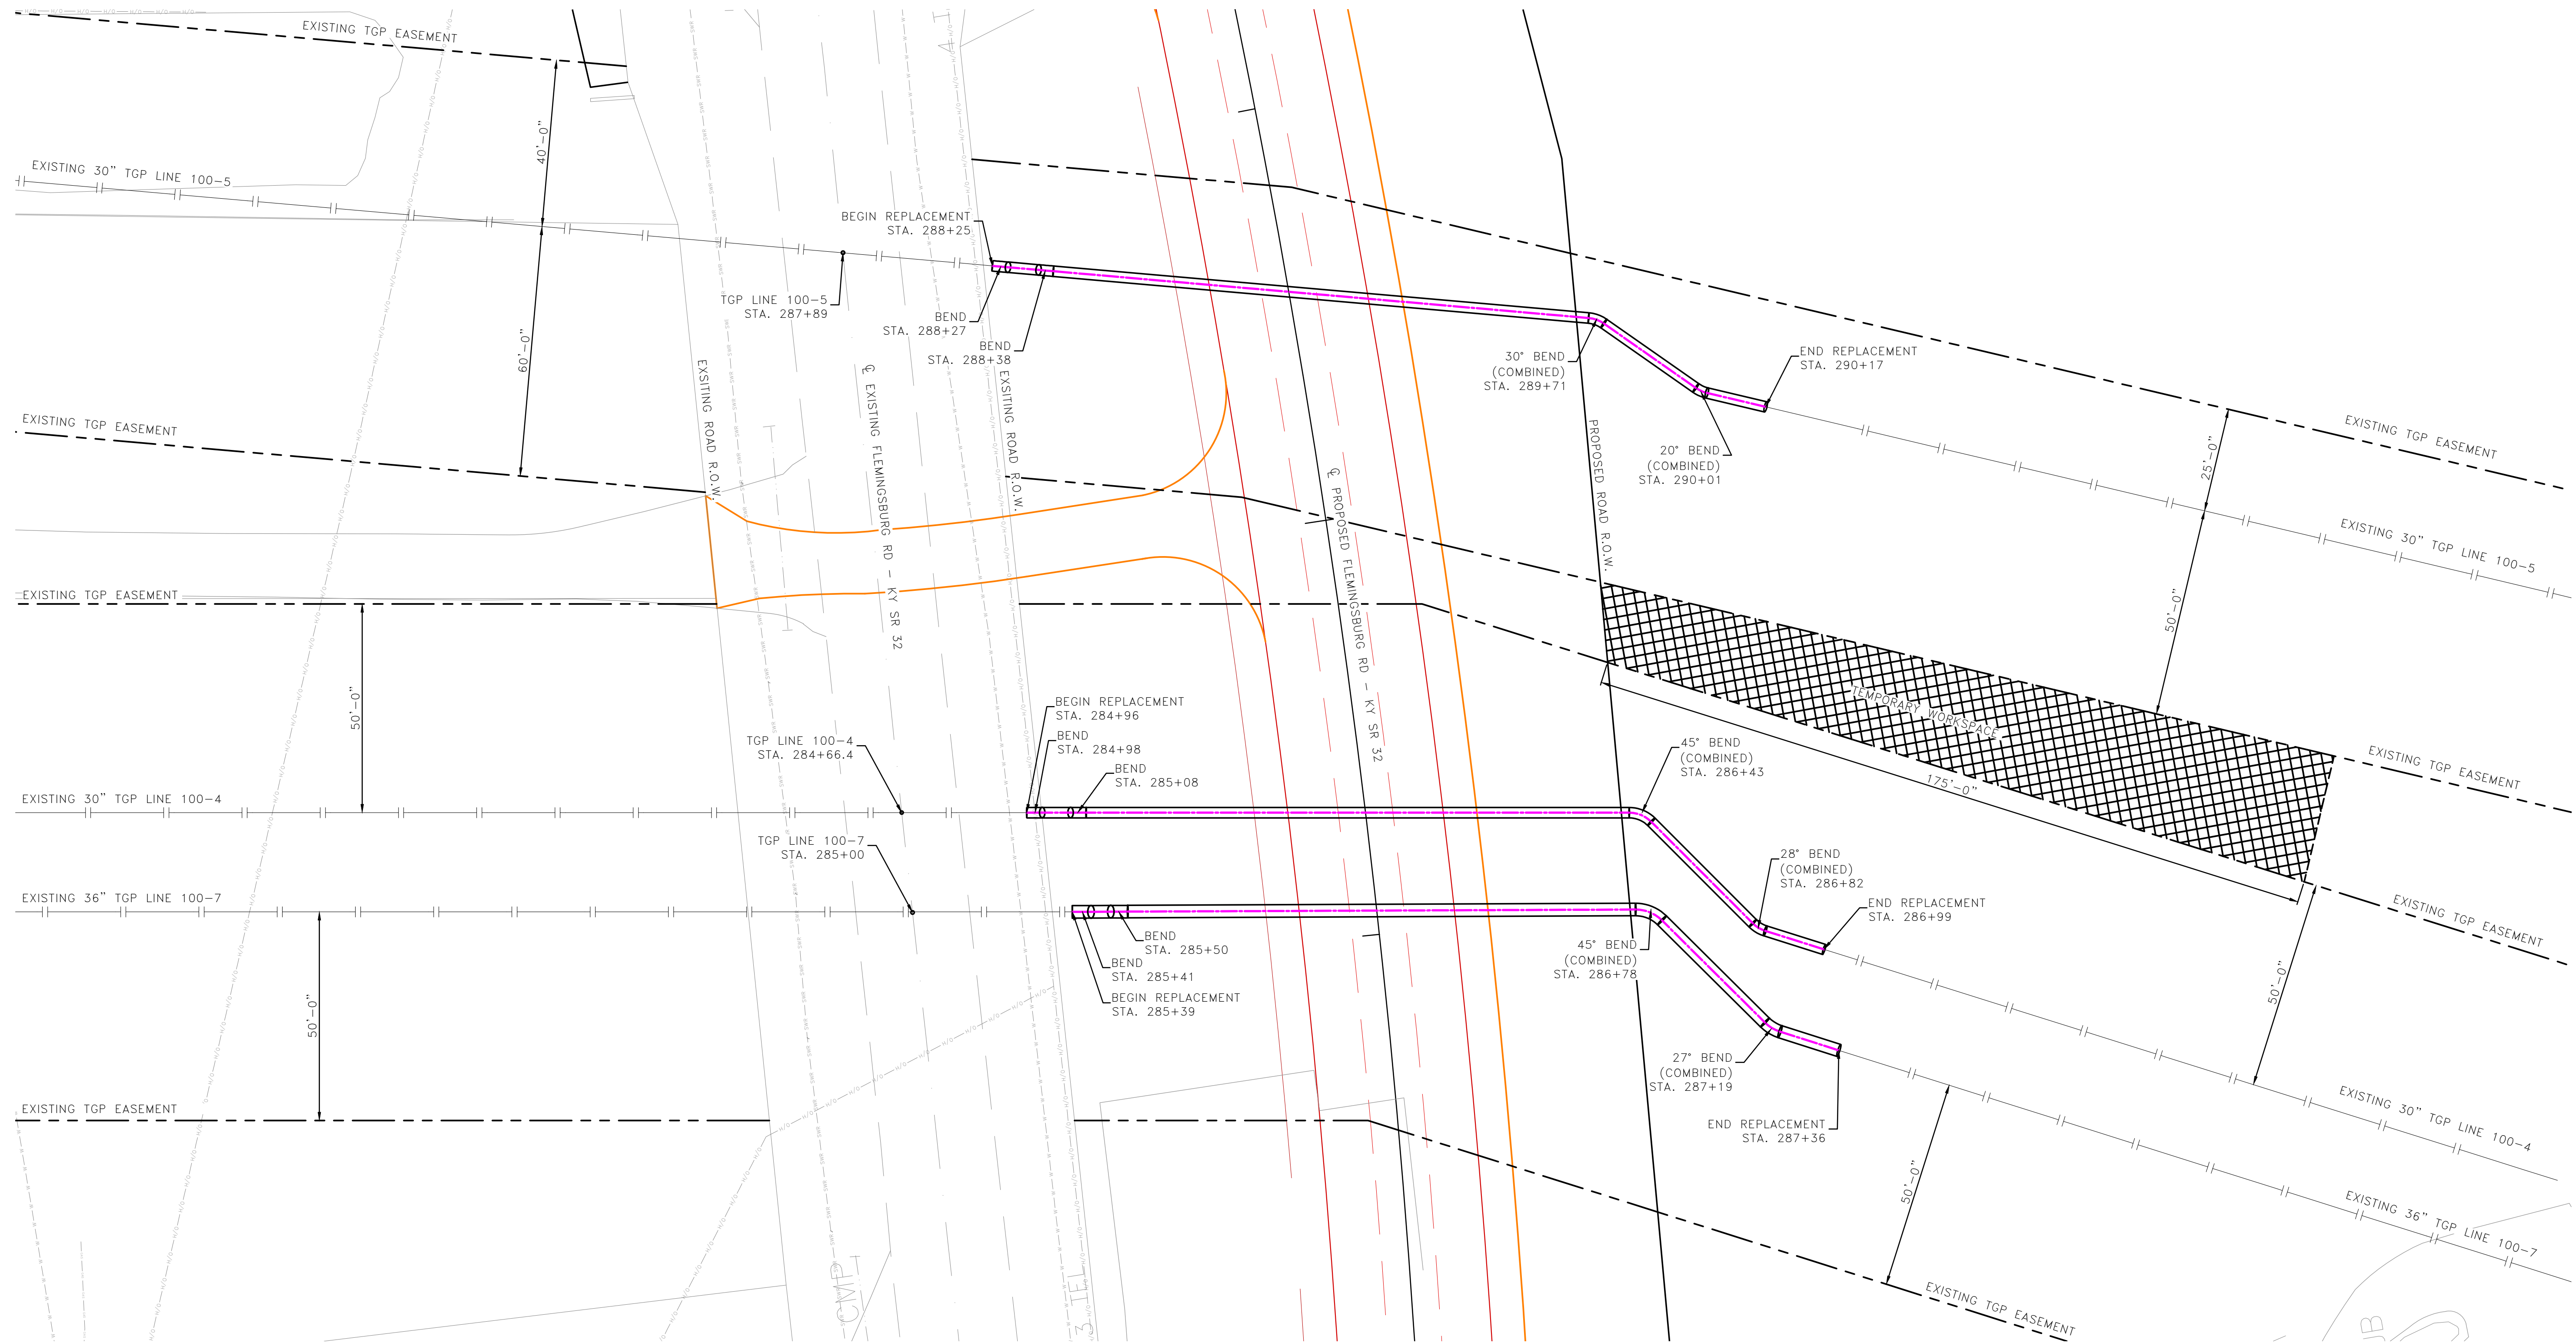 EXISTING TGP EASEMENT
40'-0"
EXISTING 30" TGP LINE 100-5
BEGIN REPLACEMENT
STA. 288+25
TGP LINE 100-5
STA. 287+89
BEND
STA. 288+27
BEND
STA. 288+38
60'-0"
EXISTING TGP EASEMENT
EXSITING ROAD R.O.W.
℄ EXISTING FLEMINGSBURG RD - KY SR 32
EXSITING ROAD R.O.W.
30° BEND
(COMBINED)
STA. 289+71
END REPLACEMENT
STA. 290+17
20° BEND
(COMBINED)
STA. 290+01
PROPOSED ROAD R.O.W.
℄ PROPOSED FLEMINGSBURG RD - KY SR 32
25'-0"
EXISTING TGP EASEMENT
EXISTING 30" TGP LINE 100-5
50'-0"
EXISTING TGP EASEMENT
50'-0"
TEMPORARY WORKSPACE
175'-0"
EXISTING TGP EASEMENT
BEGIN REPLACEMENT
STA. 284+96
BEND
STA. 284+98
BEND
STA. 285+08
TGP LINE 100-4
STA. 284+66.4
45° BEND
(COMBINED)
STA. 286+43
EXISTING 30" TGP LINE 100-4
TGP LINE 100-7
STA. 285+00
28° BEND
(COMBINED)
STA. 286+82
END REPLACEMENT
STA. 286+99
EXISTING TGP EASEMENT
EXISTING 36" TGP LINE 100-7
BEND
STA. 285+50
BEND
STA. 285+41
BEGIN REPLACEMENT
STA. 285+39
45° BEND
(COMBINED)
STA. 286+78
50'-0"
50'-0"
27° BEND
(COMBINED)
STA. 287+19
END REPLACEMENT
STA. 287+36
EXISTING TGP EASEMENT
EXISTING 30" TGP LINE 100-4
50'-0"
EXISTING 36" TGP LINE 100-7
EXISTING TGP EASEMENT
CMP
3 TEL